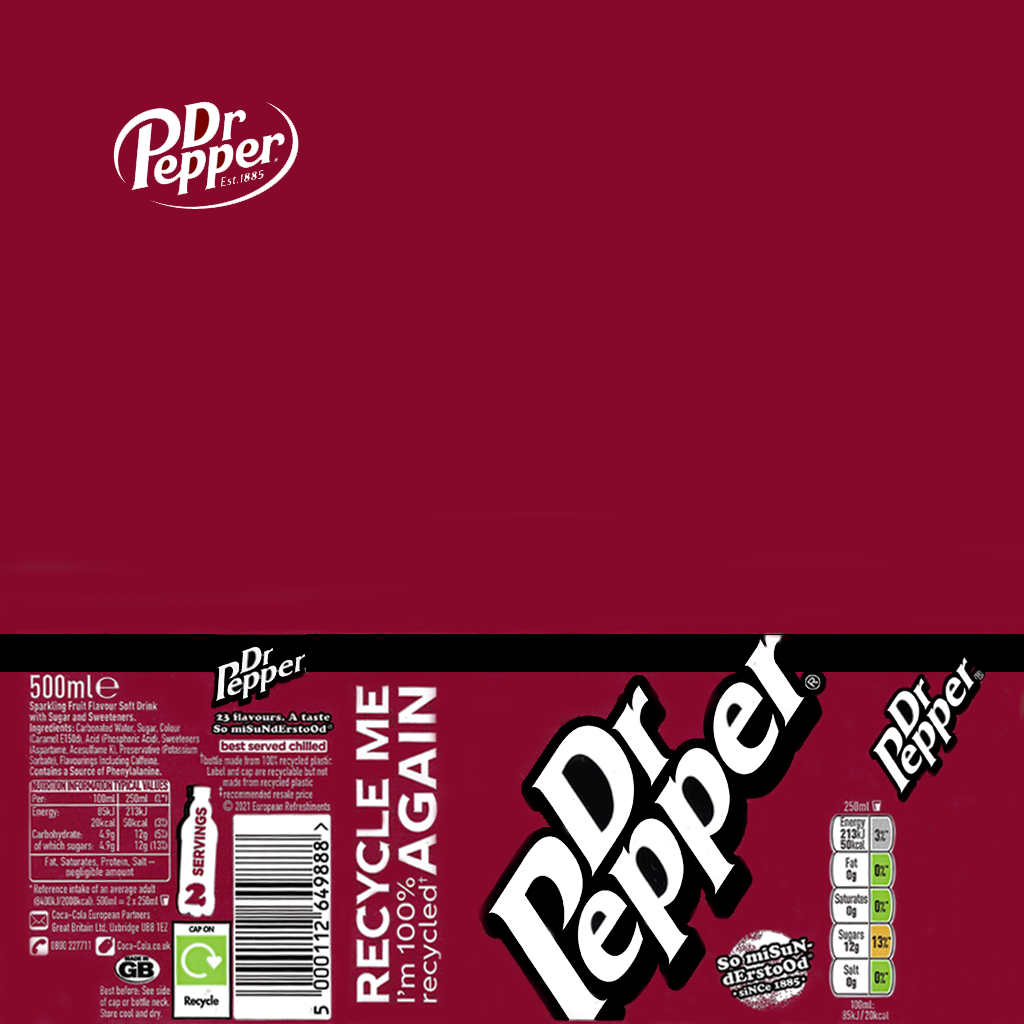 Dr
Pepper
Est.1885
500ml e
Sparkling Fruit Flavour Soft Drink
with Sugar and Sweeteners.
Ingredients: Carbonated Water, Sugar, Colour
(Caramel E150d), Acid (Phosphoric Acid), Sweeteners
(Aspartame, Acesulfame K), Preservative (Potassium
Sorbate), Flavourings Including Caffeine.
Contains a Source of Phenylalanine.
NUTRITION INFORMATION TYPICAL VALUES
Per: 100ml 250ml (%*)
Energy: 85kJ 213kJ
20kcal 50kcal (3%)
Carbohydrate: 4.9g 12g (5%)
of which sugars: 4.9g 12g (13%)
Fat, Saturates, Protein, Salt –
negligible amount
*Reference intake of an average adult
(8400kJ/2000kcal). 500ml = 2 x 250ml
Coca-Cola European Partners
Great Britain Ltd, Uxbridge UB8 1EZ
0800 227711 Coca-Cola.co.uk
MADE IN
GB
Best before: See side
of cap or bottle neck.
Store cool and dry.
2 SERVINGS
CAP ON
Recycle
Dr
Pepper
23 flavours. A taste
So miSuNdErstoOd®
best served chilled
†bottle made from 100% recycled plastic
Label and cap are recyclable but not
made from recycled plastic
‡recommended resale price
© 2021 European Refreshments
5 000112 649888 >
RECYCLE ME
I'm 100%
recycled† AGAIN
Dr
Pepper®
So miSuN-
dErstoOd
·siNCe 1885·
Dr
Pepper®
250ml
Energy
213kJ
50kcal
3%*
Fat
0g
0%*
Saturates
0g
0%*
Sugars
12g
13%*
Salt
0g
0%*
100ml:
85kJ/20kcal